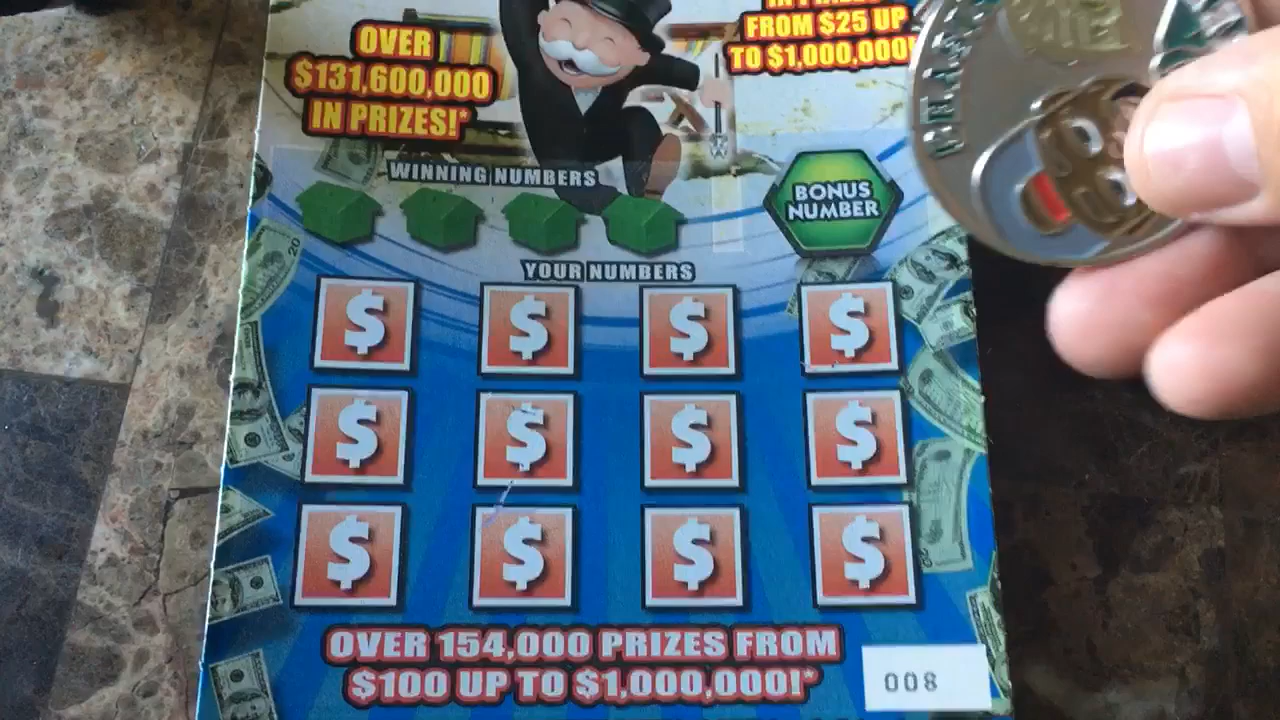 OVER
$131,600,000
IN PRIZES!*
FROM $25 UP
TO $1,000,000!
WINNING NUMBERS
BONUS
NUMBER
YOUR NUMBERS
$ $ $ $
$ $ $ $
$ $ $ $
OVER 154,000 PRIZES FROM
$100 UP TO $1,000,000!*
008